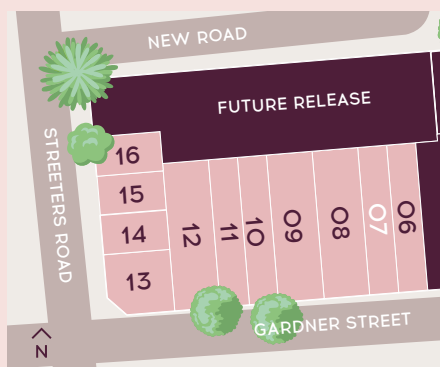 NEW ROAD
FUTURE RELEASE
STREETERS ROAD
16
15
14
13
12
11
10
09
08
07
06
GARDNER STREET
N